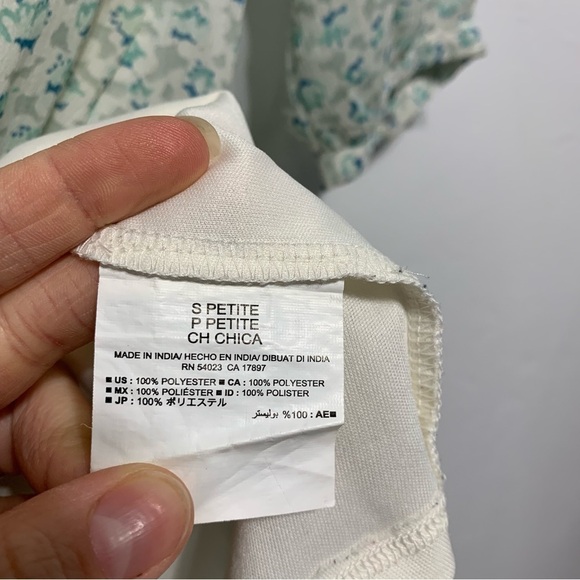 S PETITE
P PETITE
CH CHICA
MADE IN INDIA/ HECHO EN INDIA/ DIBUAT DI INDIA
RN 54023 CA 17897
■ US : 100% POLYESTER ■ CA : 100% POLYESTER
■ MX : 100% POLIÉSTER ■ ID : 100% POLISTER
■ JP : 100% ポリエステル
■AE : 100% بوليستر